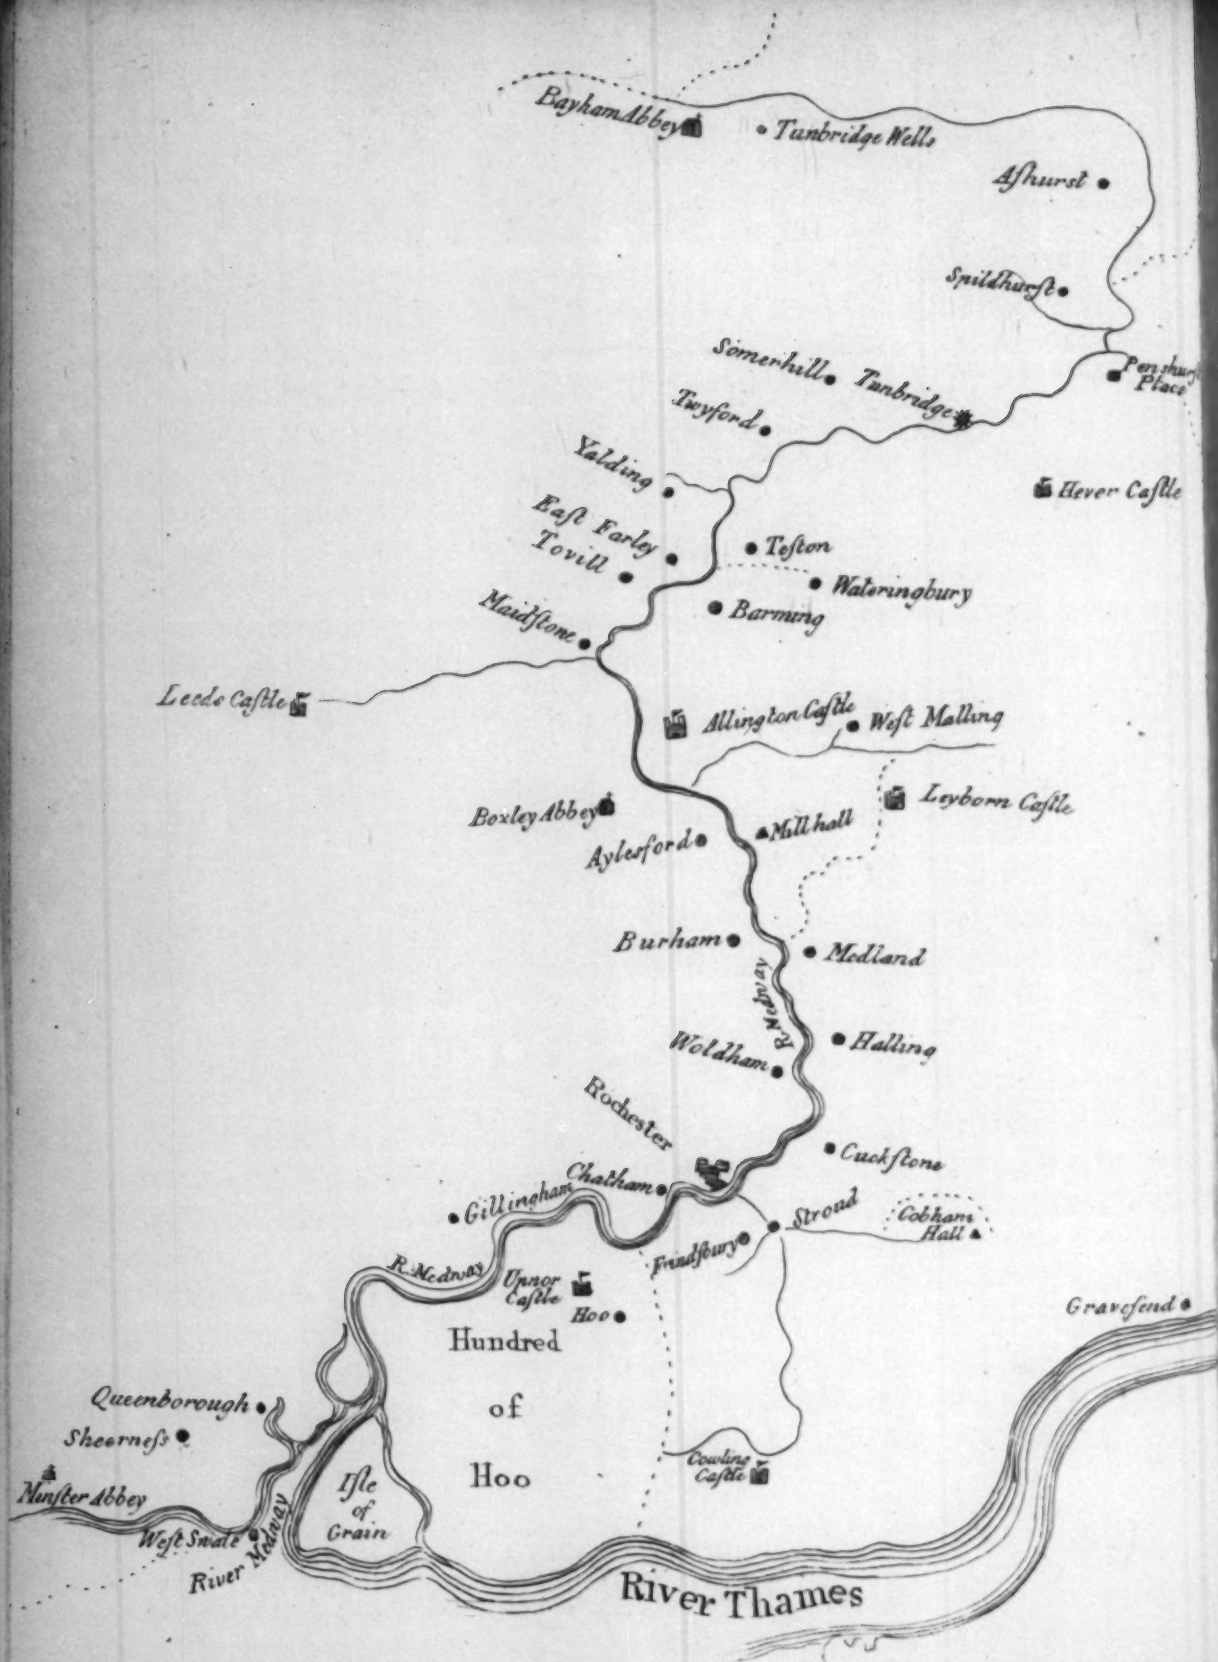 Bayham Abbey
Tunbridge Wells
Aſhurst
Spildhurſt
Penshurst
Place
Somerhill
Tunbridge
Twyford
Yalding
Hever Caſtle
Eaſt Farley
Teſton
Tovill
Wateringbury
Barming
Maidſtone
Leeds Caſtle
Allington Caſtle
Weſt Malling
Leyborn Caſtle
Boxley Abbey
Millhall
Aylesford
Burham
Medland
R. Medway
Woldham
Halling
Rochester
Cuckſtone
Chatham
Gillingham
Stroud
Cobham
Hall
Frindſbury
R. Medway
Upnor
Caſtle
Hoo
Graveſend
Hundred
of
Hoo
Queenborough
Sheerneſs
Cowling
Caſtle
Minſter Abbey
Iſle
of
Grain
Weſt Swale
River Medway
River Thames